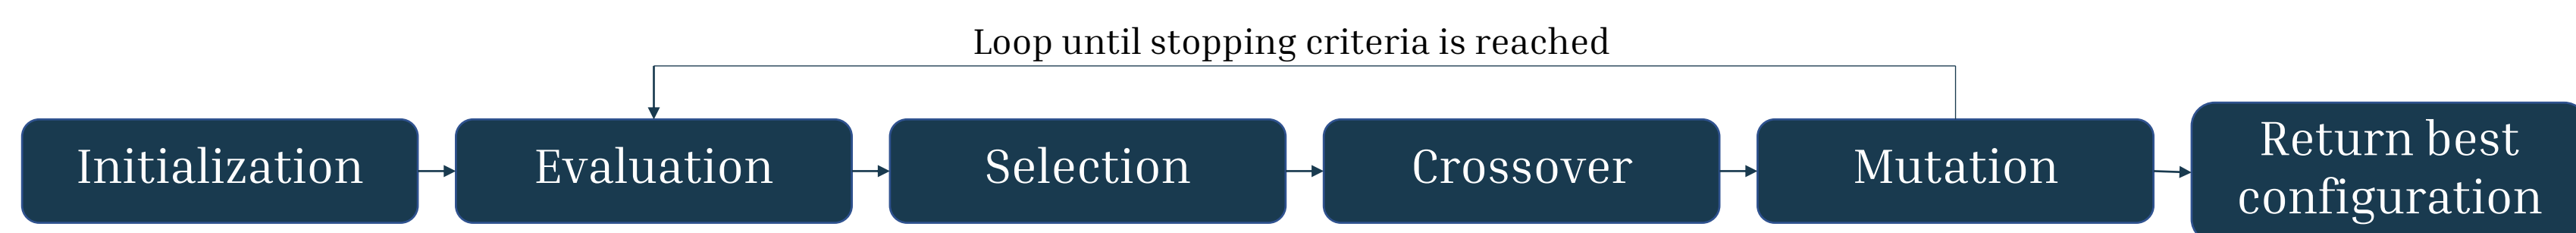 Loop until stopping criteria is reached
Initialization
Evaluation
Selection
Crossover
Mutation
Return best
configuration